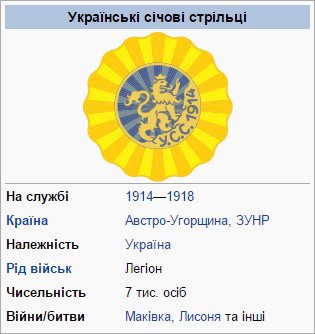 Українські січові стрільці
У.С.С.1914
На службі 1914—1918
Країна Австро-Угорщина, ЗУНР
Належність Україна
Рід військ Легіон
Чисельність 7 тис. осіб
Війни/битви Маківка, Лисоня та інші